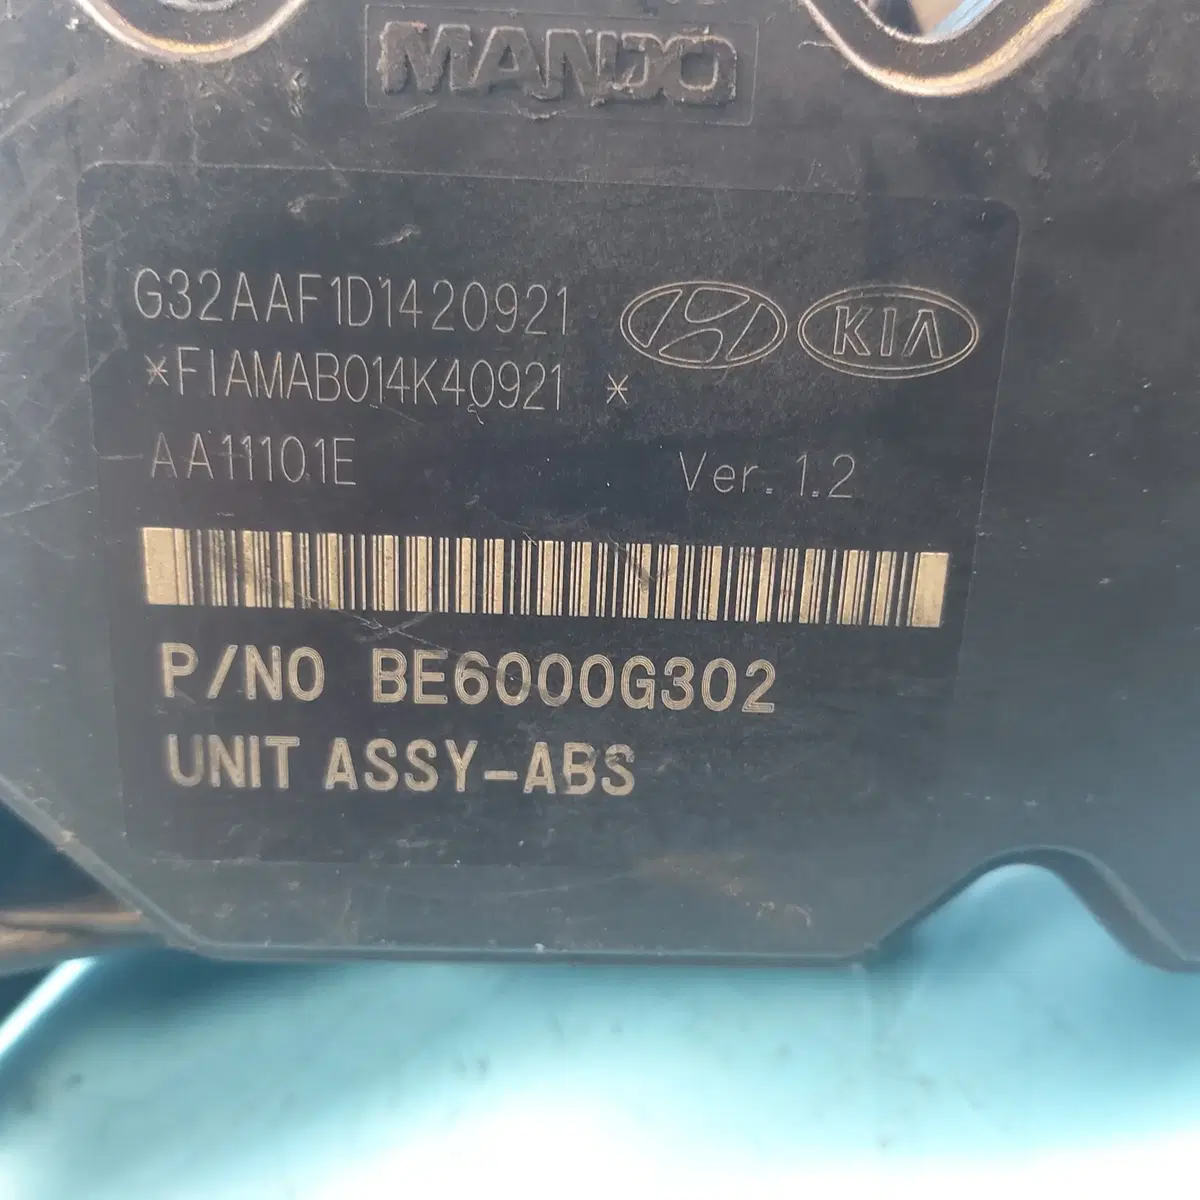 MANDO
G32AAF1D1420921
KIA
*FIAMAB014K40921 *
AA11101E Ver. 1.2
P/NO BE6000G302
UNIT ASSY-ABS